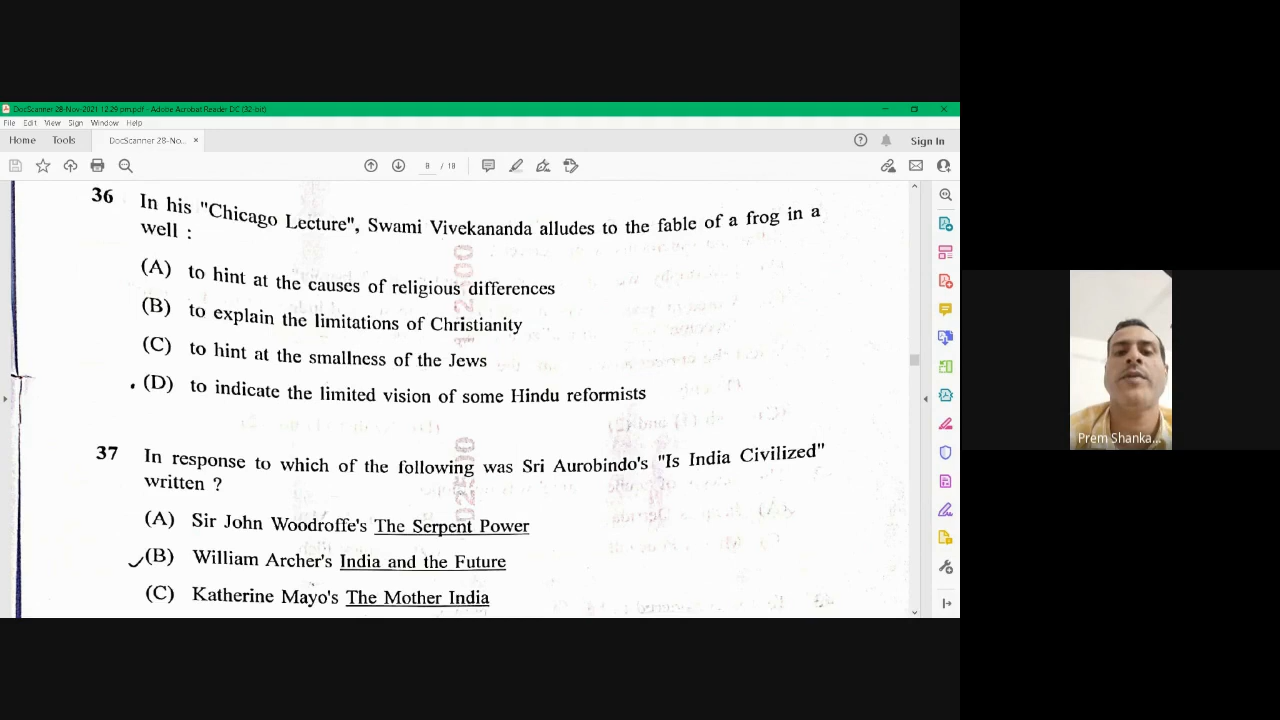 DocScanner 28-Nov-2021 12.29 pm.pdf - Adobe Acrobat Reader DC (32-bit)
File Edit View Sign Window Help
Home Tools DocScanner 28-No... × Sign In
8 / 18
36 In his "Chicago Lecture", Swami Vivekananda alludes to the fable of a frog in a
well :
(A) to hint at the causes of religious differences
(B) to explain the limitations of Christianity
(C) to hint at the smallness of the Jews
(D) to indicate the limited vision of some Hindu reformists
37 In response to which of the following was Sri Aurobindo's "Is India Civilized"
written ?
(A) Sir John Woodroffe's The Serpent Power
(B) William Archer's India and the Future
(C) Katherine Mayo's The Mother India
Prem Shanka...